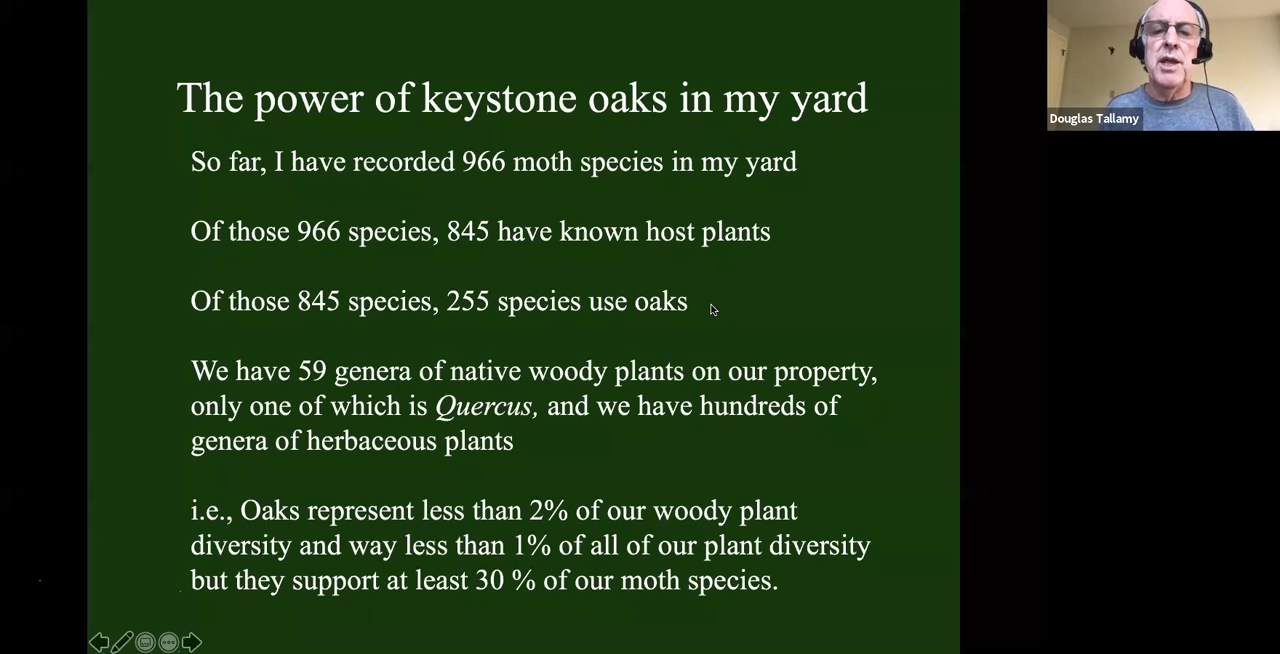 The power of keystone oaks in my yard
So far, I have recorded 966 moth species in my yard
Of those 966 species, 845 have known host plants
Of those 845 species, 255 species use oaks
We have 59 genera of native woody plants on our property,
only one of which is Quercus, and we have hundreds of
genera of herbaceous plants
i.e., Oaks represent less than 2% of our woody plant
diversity and way less than 1% of all of our plant diversity
but they support at least 30 % of our moth species.
Douglas Tallamy